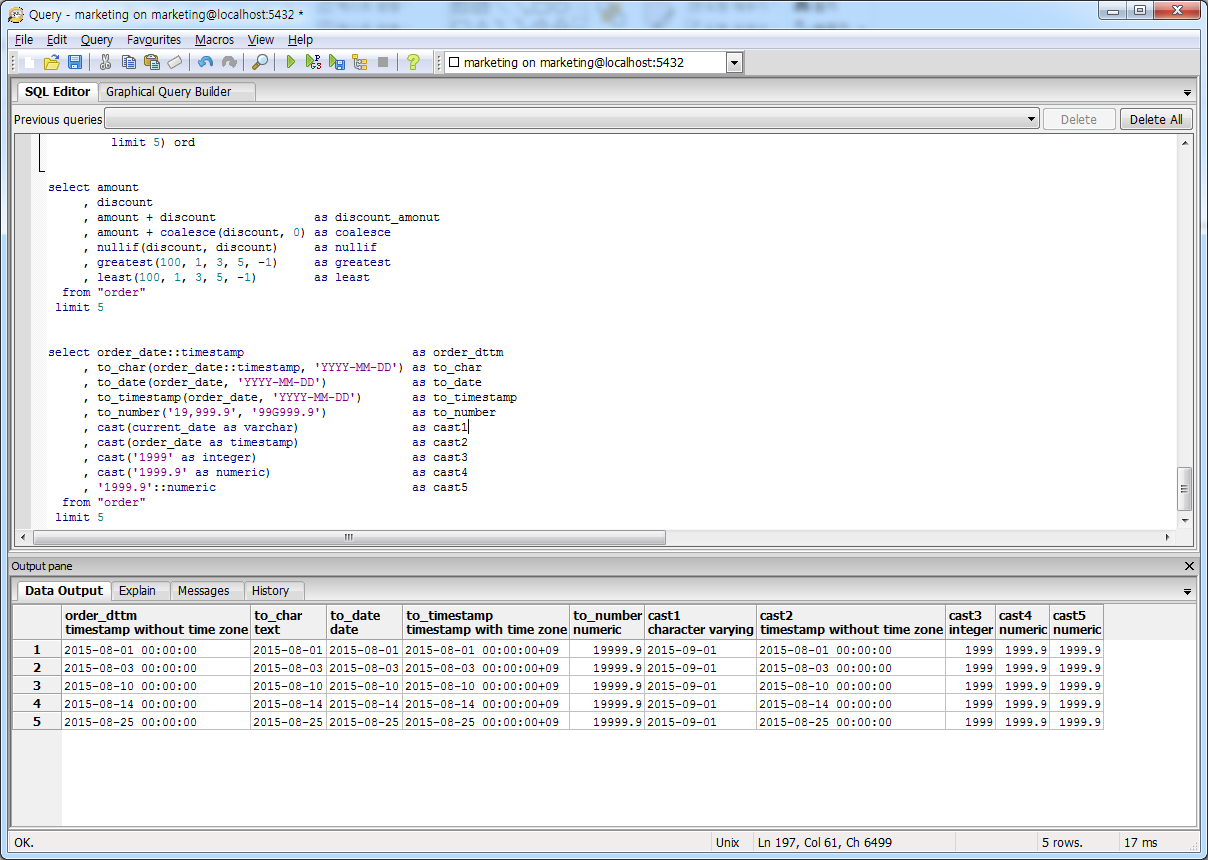 Query - marketing on marketing@localhost:5432 *
File Edit Query Favourites Macros View Help
marketing on marketing@localhost:5432
SQL Editor Graphical Query Builder
Previous queries Delete Delete All
limit 5) ord
select amount
, discount
, amount + discount as discount_amonut
, amount + coalesce(discount, 0) as coalesce
, nullif(discount, discount) as nullif
, greatest(100, 1, 3, 5, -1) as greatest
, least(100, 1, 3, 5, -1) as least
from "order"
limit 5
select order_date::timestamp as order_dttm
, to_char(order_date::timestamp, 'YYYY-MM-DD') as to_char
, to_date(order_date, 'YYYY-MM-DD') as to_date
, to_timestamp(order_date, 'YYYY-MM-DD') as to_timestamp
, to_number('19,999.9', '99G999.9') as to_number
, cast(current_date as varchar) as cast1
, cast(order_date as timestamp) as cast2
, cast('1999' as integer) as cast3
, cast('1999.9' as numeric) as cast4
, '1999.9'::numeric as cast5
from "order"
limit 5
Output pane
Data Output Explain Messages History
order_dttm to_char to_date to_timestamp to_number cast1 cast2 cast3 cast4 cast5
timestamp without time zone text date timestamp with time zone numeric character varying timestamp without time zone integer numeric numeric
1 2015-08-01 00:00:00 2015-08-01 2015-08-01 2015-08-01 00:00:00+09 19999.9 2015-09-01 2015-08-01 00:00:00 1999 1999.9 1999.9
2 2015-08-03 00:00:00 2015-08-03 2015-08-03 2015-08-03 00:00:00+09 19999.9 2015-09-01 2015-08-03 00:00:00 1999 1999.9 1999.9
3 2015-08-10 00:00:00 2015-08-10 2015-08-10 2015-08-10 00:00:00+09 19999.9 2015-09-01 2015-08-10 00:00:00 1999 1999.9 1999.9
4 2015-08-14 00:00:00 2015-08-14 2015-08-14 2015-08-14 00:00:00+09 19999.9 2015-09-01 2015-08-14 00:00:00 1999 1999.9 1999.9
5 2015-08-25 00:00:00 2015-08-25 2015-08-25 2015-08-25 00:00:00+09 19999.9 2015-09-01 2015-08-25 00:00:00 1999 1999.9 1999.9
OK. Unix Ln 197, Col 61, Ch 6499 5 rows. 17 ms